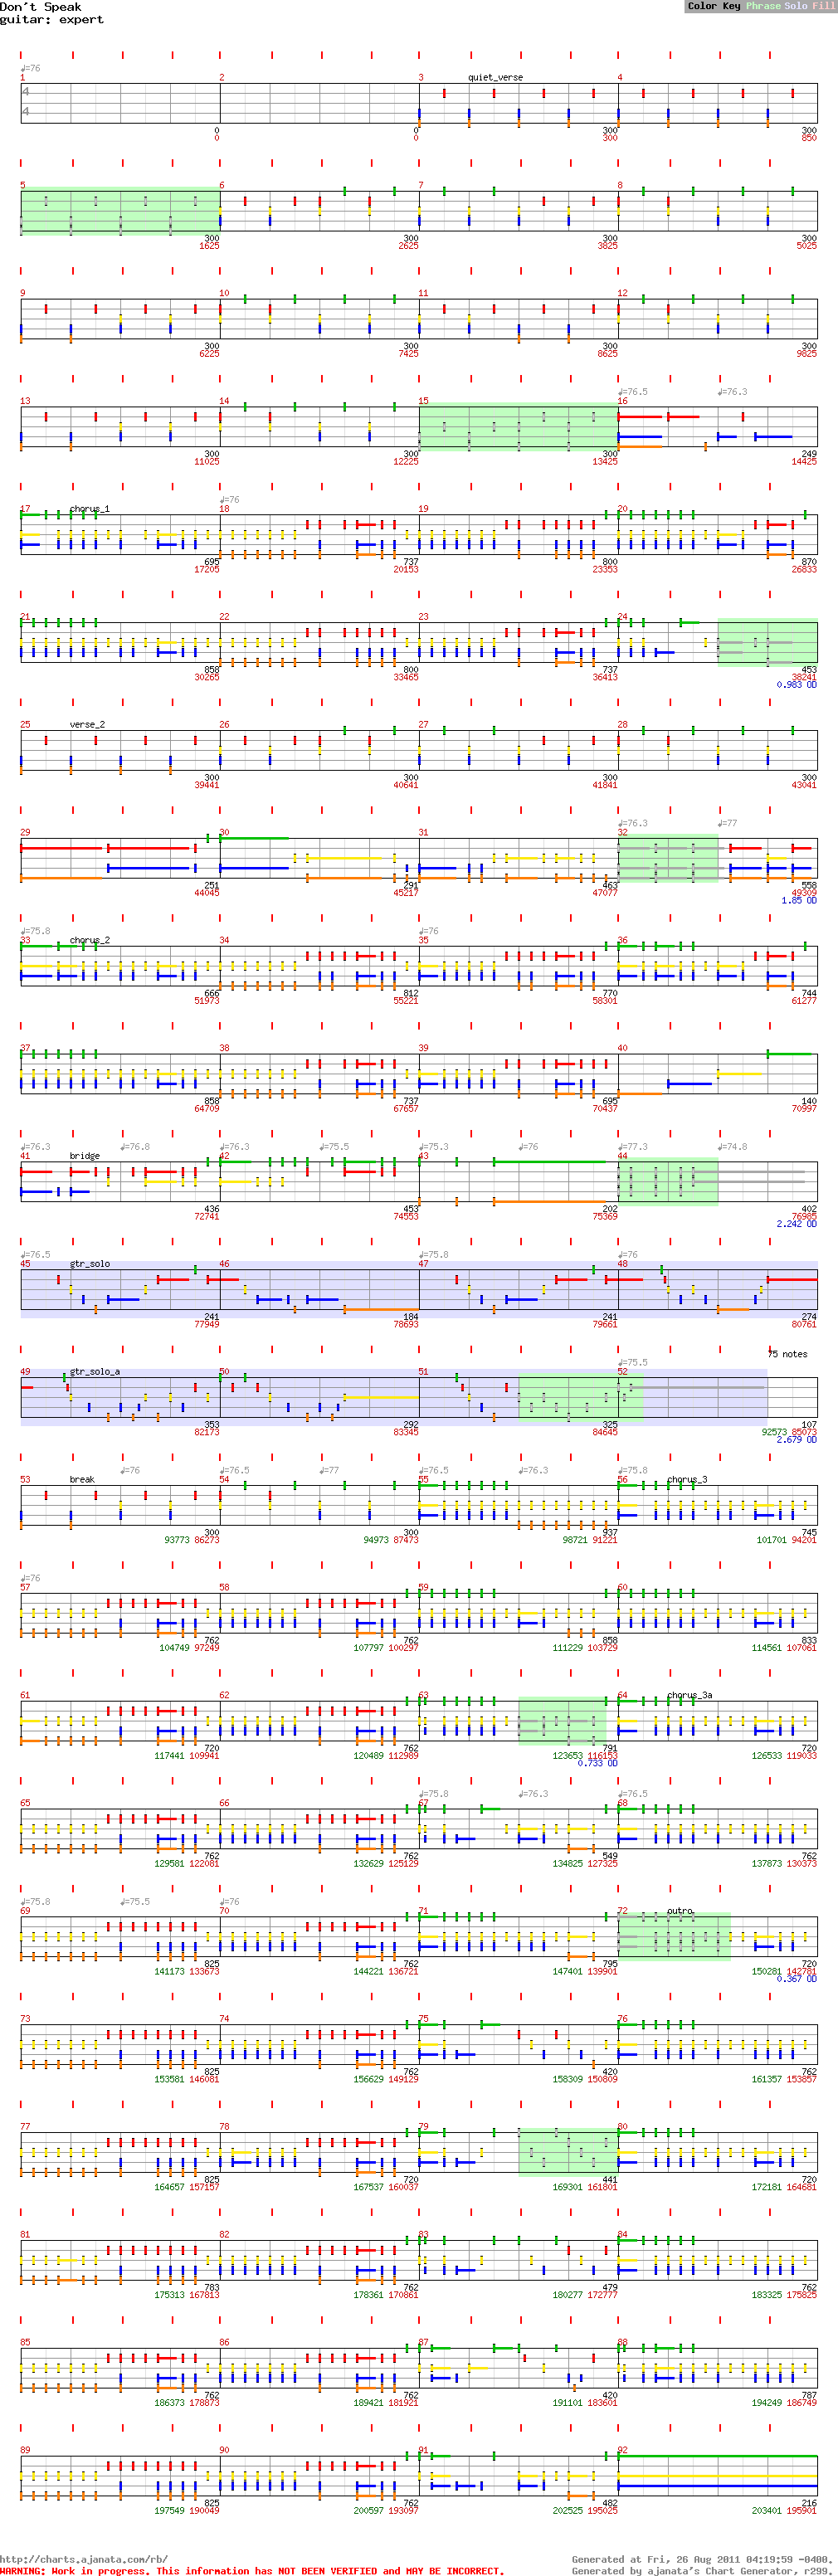 Don't Speak
Color Key Phrase Solo Fill
guitar: expert
♩=76
1 2 3 quiet_verse 4
4
4
0 0 300 300
0 0 300 850
5 6 7 8
300 300 300 300
1625 2625 3825 5025
9 10 11 12
300 300 300 300
6225 7425 8625 9825
♩=76.5 ♩=76.3
13 14 15 16
300 300 300 249
11025 12225 13425 14425
♩=76
17 chorus_1 18 19 20
695 737 800 870
17205 20153 23353 26833
21 22 23 24
858 800 737 453
30265 33465 36413 38241
0.983 OD
25 verse_2 26 27 28
300 300 300 300
39441 40641 41841 43041
♩=76.3 ♩=77
29 30 31 32
251 291 463 558
44045 45217 47077 49309
1.85 OD
♩=75.8 ♩=76
33 chorus_2 34 35 36
666 812 770 744
51973 55221 58301 61277
37 38 39 40
858 737 695 140
64709 67657 70437 70997
♩=76.3 ♩=76.8 ♩=76.3 ♩=75.5 ♩=75.3 ♩=76 ♩=77.3 ♩=74.8
41 bridge 42 43 44
436 453 202 402
72741 74553 75369 76985
2.242 OD
♩=76.5 ♩=75.8 ♩=76
45 gtr_solo 46 47 48
241 184 241 274
77949 78693 79661 80761
75 notes
♩=75.5
49 gtr_solo_a 50 51 52
353 292 325 107
82173 83345 84645 92573 85073
2.679 OD
♩=76 ♩=76.5 ♩=77 ♩=76.5 ♩=76.3 ♩=75.8
53 break 54 55 56 chorus_3
300 300 937 745
93773 86273 94973 87473 98721 91221 101701 94201
♩=76
57 58 59 60
762 762 858 833
104749 97249 107797 100297 111229 103729 114561 107061
61 62 63 64 chorus_3a
720 762 791 720
117441 109941 120489 112989 123653 116153 126533 119033
0.733 OD
♩=75.8 ♩=76.3 ♩=76.5
65 66 67 68
762 762 549 762
129581 122081 132629 125129 134825 127325 137873 130373
♩=75.8 ♩=75.5 ♩=76
69 70 71 72 outro
825 762 795 720
141173 133673 144221 136721 147401 139901 150281 142781
0.367 OD
73 74 75 76
825 762 420 762
153581 146081 156629 149129 158309 150809 161357 153857
77 78 79 80
825 720 441 720
164657 157157 167537 160037 169301 161801 172181 164681
81 82 83 84
783 762 479 762
175313 167813 178361 170861 180277 172777 183325 175825
85 86 87 88
762 762 420 787
186373 178873 189421 181921 191101 183601 194249 186749
89 90 91 92
825 762 482 216
197549 190049 200597 193097 202525 195025 203401 195901
http://charts.ajanata.com/rb/
Generated at Fri, 26 Aug 2011 04:19:59 -0400.
WARNING: Work in progress. This information has NOT BEEN VERIFIED and MAY BE INCORRECT.
Generated by ajanata's Chart Generator, r299.